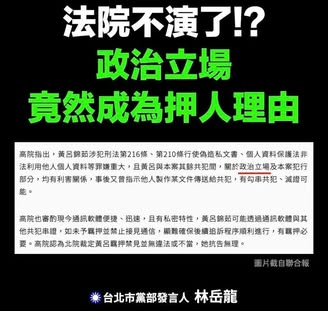 法院不演了!?
政治立場
竟然成為押人理由
高院指出,黃呂錦茹涉犯刑法第216條、第210條行使偽造私文書、個人資料保護法非
法利用他人個人資料等罪嫌重大,且黃與本案其餘共犯間,關於政治立場及本案犯行
部分,均有利害關係,事後又曾指示他人製作某文件傳送給共犯,有勾串共犯、滅證可
能。
高院也審酌現今通訊軟體便捷、迅速,且有私密特性,黃呂錦茹可能透過通訊軟體與其
他共犯串證,如未予羈押並禁止接見通信,顯難確保後續追訴程序順利進行,有羈押必
要。高院認為北院裁定黃呂羈押禁見並無違法或不當,她抗告無理。
圖片截自聯合報
台北市黨部發言人 林岳龍